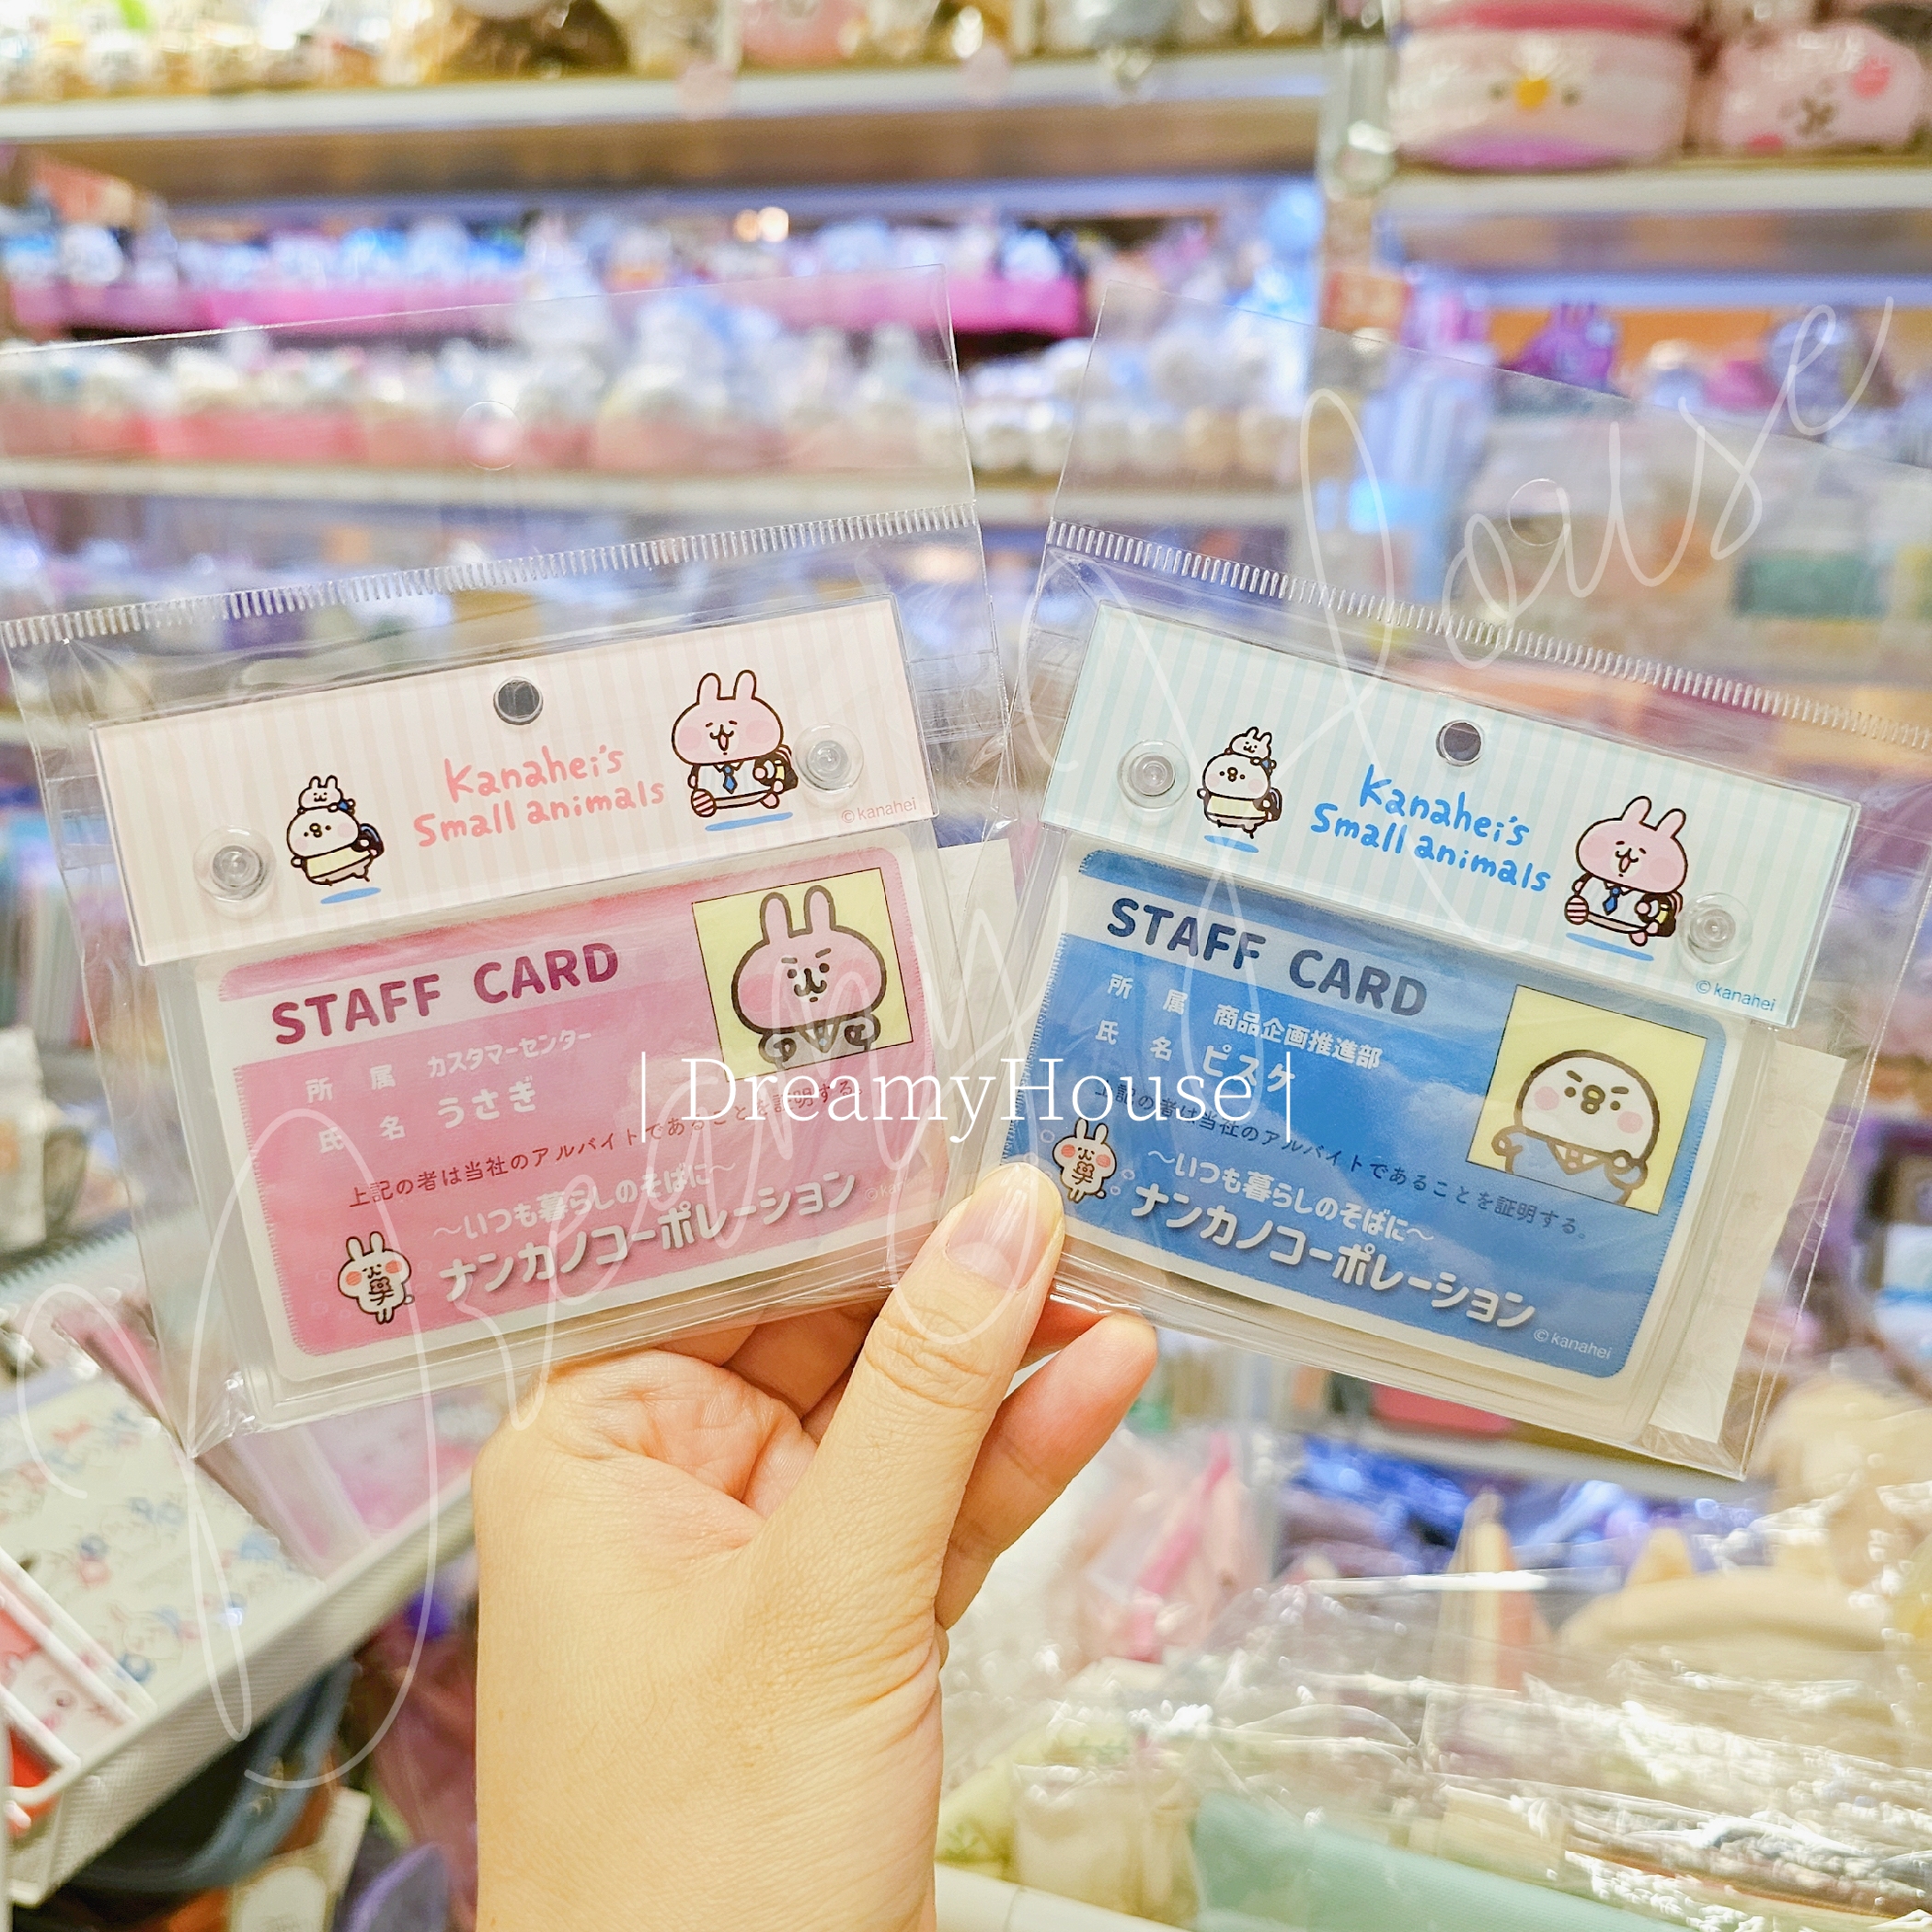 Kanahei's
Small animals
©kanahei
STAFF CARD
所属 カスタマーセンター
氏名 うさぎ
上記の者は当社のアルバイトであることを証明する
〜いつも暮らしのそばに〜
ナンカノコーポレーション
Kanahei's
Small animals
©kanahei
STAFF CARD
所属 商品企画推進部
氏名 ピスケ
上記の者は当社のアルバイトであることを証明する。
〜いつも暮らしのそばに〜
ナンカノコーポレーション
©kanahei
| DreamyHouse |
Dreamy House